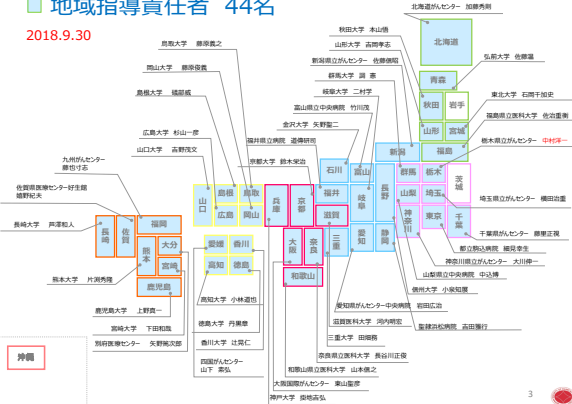 地域指導責任者 44名
2018.9.30
北海道がんセンター 加藤秀則
秋田大学 本山悟
山形大学 吉岡孝志
新潟県立がんセンター 佐藤信昭
群馬大学 調 憲
岐阜大学 二村学
富山県立中央病院 竹川茂
金沢大学 矢野聖二
福井県立病院 道傳研司
京都大学 鈴木栄治
鳥取大学 藤原義之
岡山大学 藤原俊義
島根大学 礒部威
広島大学 杉山一彦
山口大学 吉野茂文
九州がんセンター
藤也寸志
佐賀県医療センター好生館
嬉野紀夫
長崎大学 芦澤和人
弘前大学 佐藤温
東北大学 石岡千加史
福島県立医科大学 佐治重衡
栃木県立がんセンター 中村洋一
北海道
青森
秋田
岩手
山形
宮城
新潟
福島
石川
富山
群馬
栃木
茨城
福井
岐阜
長野
山梨
埼玉
滋賀
神奈川
東京
千葉
三重
愛知
静岡
京都
兵庫
大阪
奈良
和歌山
鳥取
島根
岡山
広島
山口
愛媛
香川
高知
徳島
福岡
佐賀
長崎
大分
熊本
宮崎
鹿児島
沖縄
埼玉県立がんセンター 横田治重
千葉県がんセンター 藤里正視
都立駒込病院 細見幸生
神奈川県立がんセンター 大川伸一
山梨県立中央病院 中込博
信州大学 小泉知展
愛知県がんセンター中央病院 岩田広治
聖隷浜松病院 吉田雅行
滋賀医科大学 河内明宏
三重大学 田畑務
奈良県立医科大学 長谷川正俊
和歌山県立医科大学 山本信之
大阪国際がんセンター 東山聖彦
神戸大学 掛地吉弘
熊本大学 片渕秀隆
鹿児島大学 上野真一
宮崎大学 下田和哉
別府医療センター 矢野篤次郎
高知大学 小林道也
徳島大学 丹黒章
香川大学 辻晃仁
四国がんセンター
山下 素弘
3